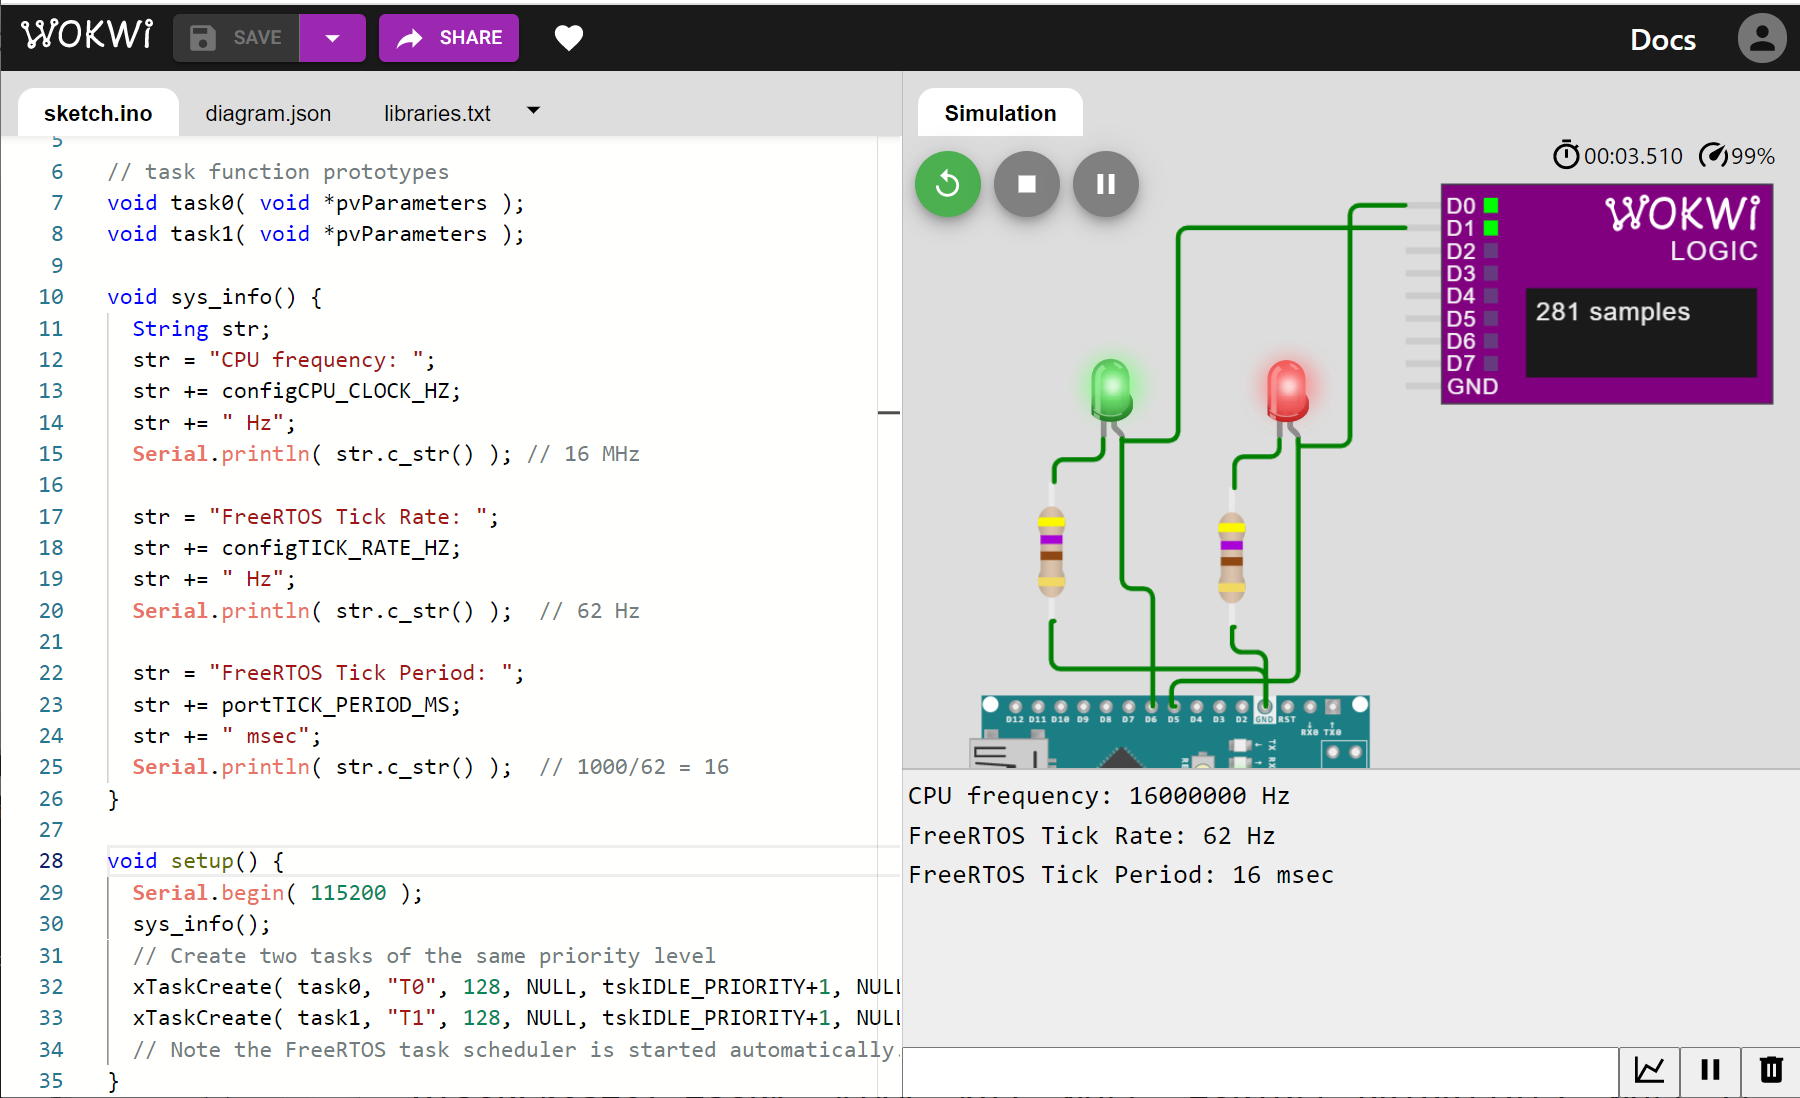 WOKWi
SAVE
SHARE
Docs
sketch.ino
diagram.json
libraries.txt
Simulation
5
6 // task function prototypes
7 void task0( void *pvParameters );
8 void task1( void *pvParameters );
9
10 void sys_info() {
11 String str;
12 str = "CPU frequency: ";
13 str += configCPU_CLOCK_HZ;
14 str += " Hz";
15 Serial.println( str.c_str() ); // 16 MHz
16
17 str = "FreeRTOS Tick Rate: ";
18 str += configTICK_RATE_HZ;
19 str += " Hz";
20 Serial.println( str.c_str() ); // 62 Hz
21
22 str = "FreeRTOS Tick Period: ";
23 str += portTICK_PERIOD_MS;
24 str += " msec";
25 Serial.println( str.c_str() ); // 1000/62 = 16
26 }
27
28 void setup() {
29 Serial.begin( 115200 );
30 sys_info();
31 // Create two tasks of the same priority level
32 xTaskCreate( task0, "T0", 128, NULL, tskIDLE_PRIORITY+1, NULL
33 xTaskCreate( task1, "T1", 128, NULL, tskIDLE_PRIORITY+1, NULL
34 // Note the FreeRTOS task scheduler is started automatically.
35 }
00:03.510 99%
D0
D1
D2
D3
D4
D5
D6
D7
GND
WOKWi
LOGIC
281 samples
D12 D11 D10 D9 D8 D7 D6 D5 D4 D3 D2 GND RST
RX0 TX0
TX
CPU frequency: 16000000 Hz
FreeRTOS Tick Rate: 62 Hz
FreeRTOS Tick Period: 16 msec